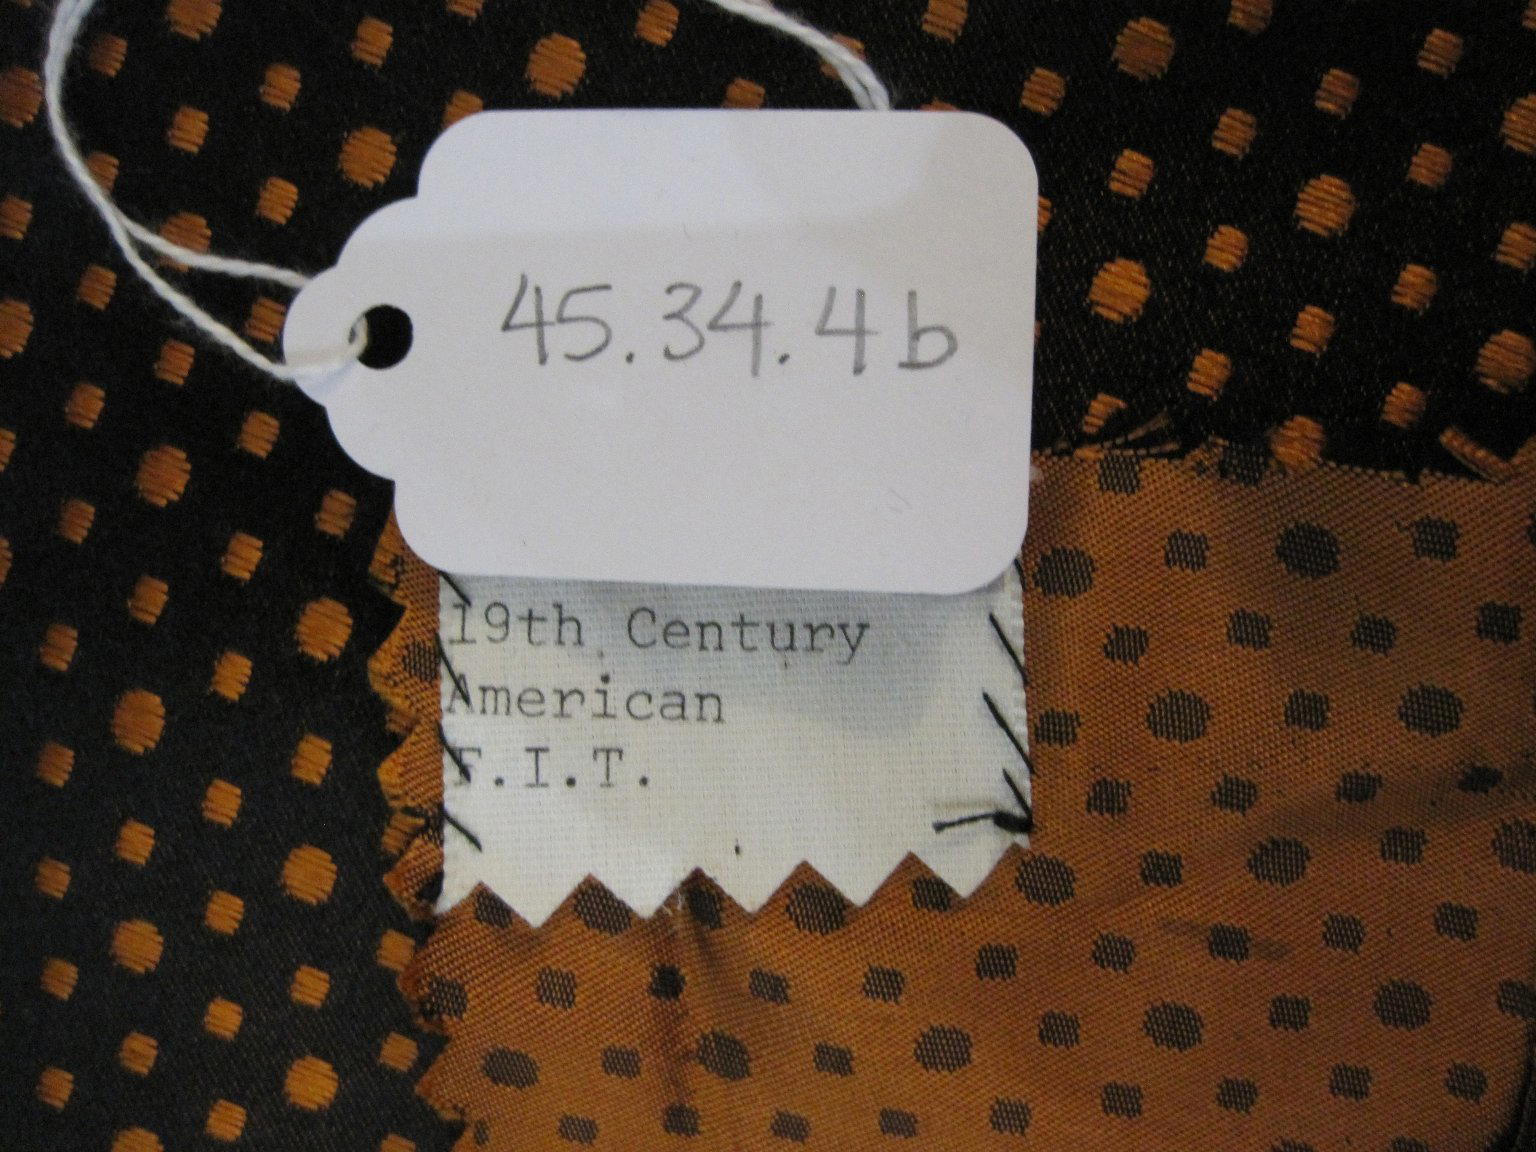 45.34.4b
19th Century
American
F.I.T.